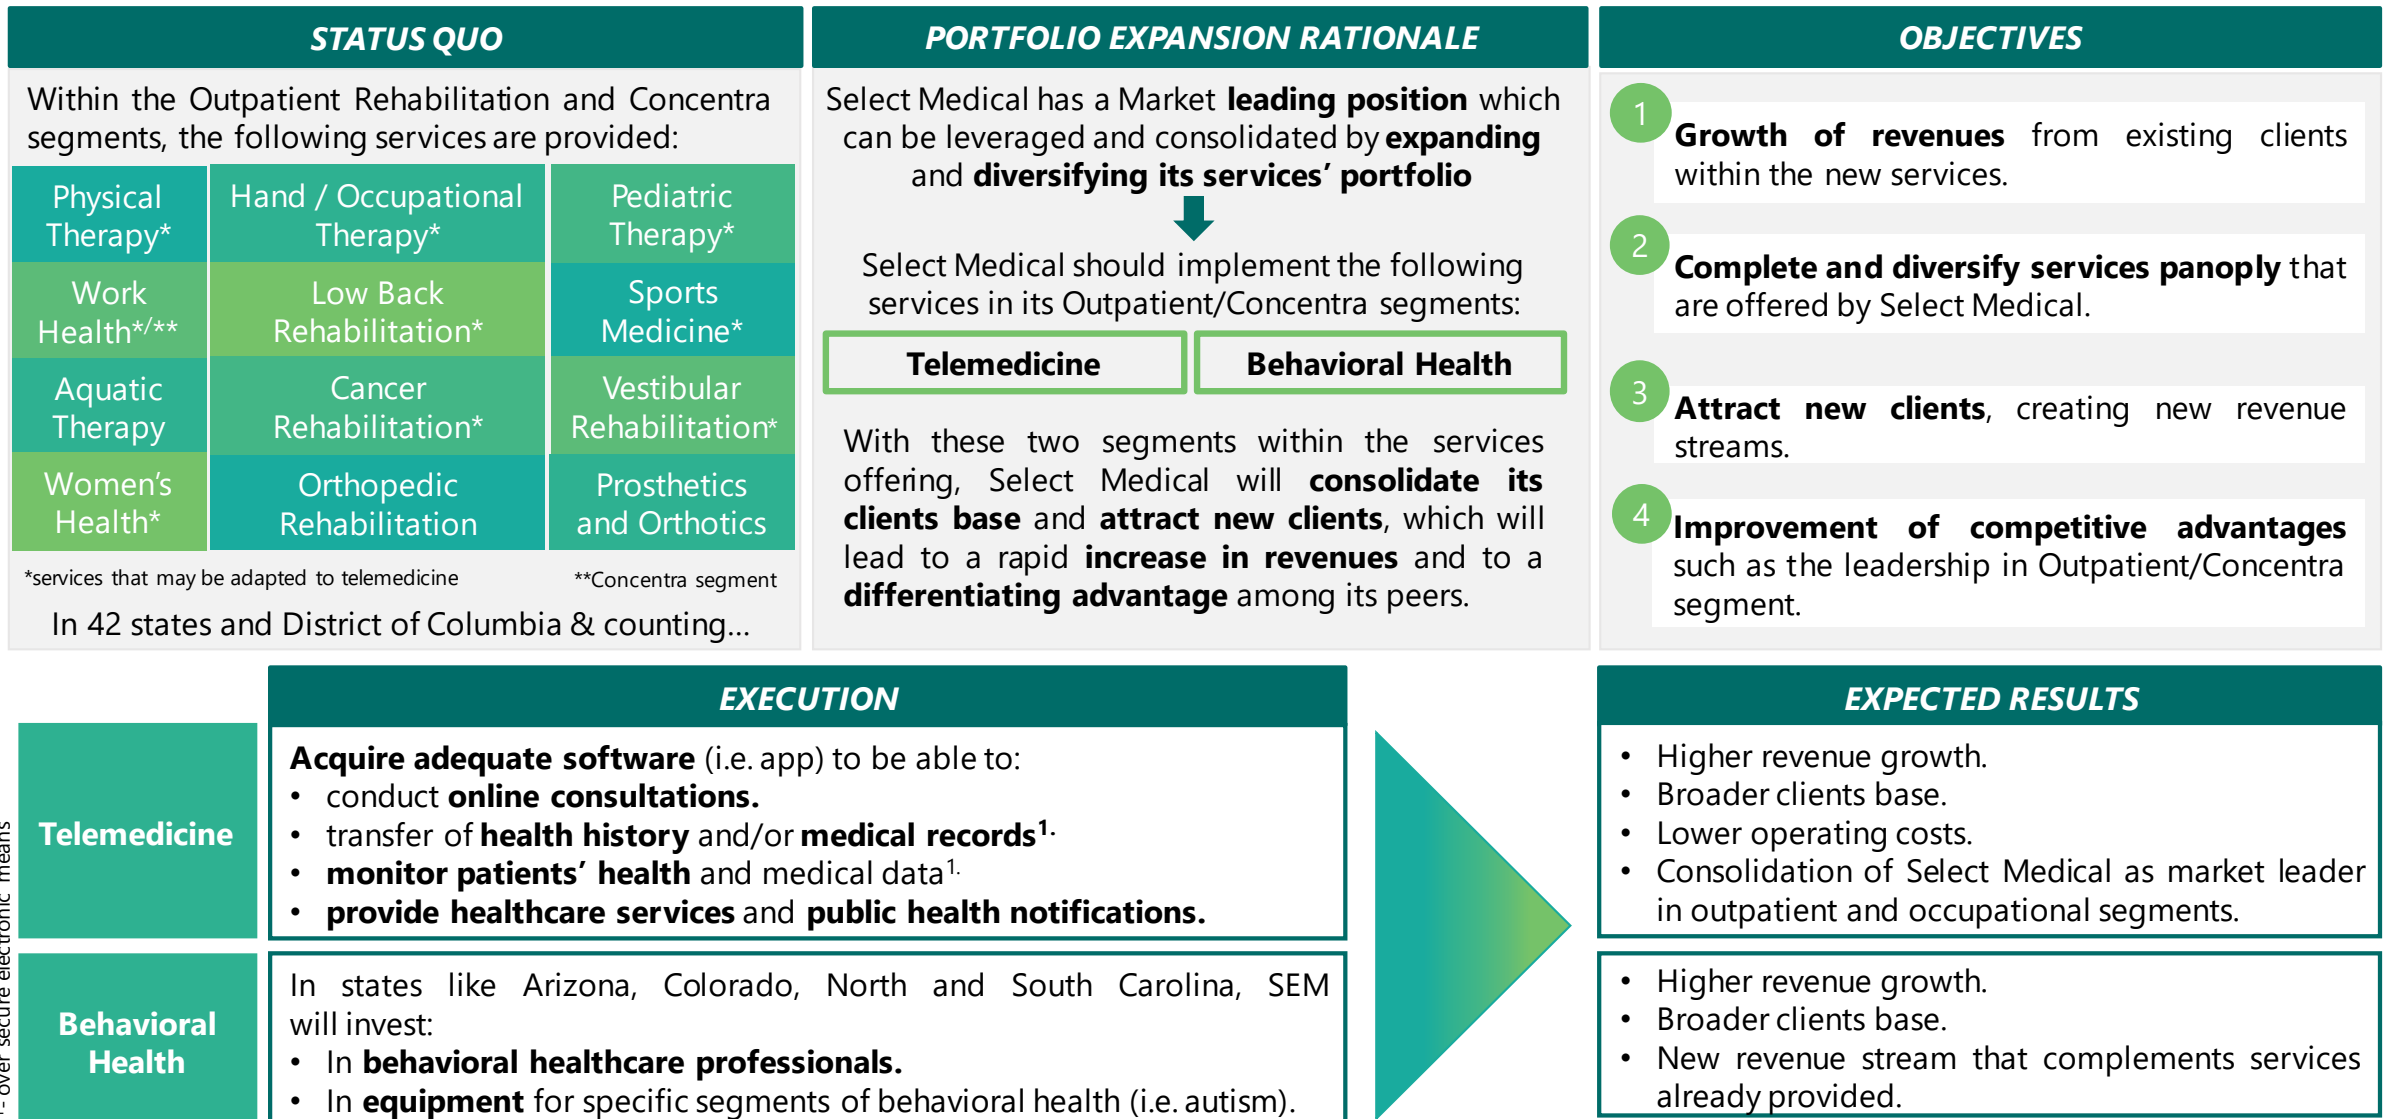 STATUS QUO
Within the Outpatient Rehabilitation and Concentra
segments, the following services are provided:
Physical
Therapy*
Hand / Occupational
Therapy*
Pediatric
Therapy*
Work
Health*/**
Low Back
Rehabilitation*
Sports
Medicine*
Aquatic
Therapy
Cancer
Rehabilitation*
Vestibular
Rehabilitation*
Women's
Health*
Orthopedic
Rehabilitation
Prosthetics
and Orthotics
*services that may be adapted to telemedicine
**Concentra segment
In 42 states and District of Columbia & counting...
PORTFOLIO EXPANSION RATIONALE
Select Medical has a Market leading position which
can be leveraged and consolidated by expanding
and diversifying its services' portfolio
Select Medical should implement the following
services in its Outpatient/Concentra segments:
Telemedicine
Behavioral Health
With these two segments within the services
offering, Select Medical will consolidate its
clients base and attract new clients, which will
lead to a rapid increase in revenues and to a
differentiating advantage among its peers.
OBJECTIVES
1
Growth of revenues from existing clients
within the new services.
2
Complete and diversify services panoply that
are offered by Select Medical.
3
Attract new clients, creating new revenue
streams.
4
Improvement of competitive advantages
such as the leadership in Outpatient/Concentra
segment.
EXECUTION
Telemedicine
Acquire adequate software (i.e. app) to be able to:
• conduct online consultations.
• transfer of health history and/or medical records1.
• monitor patients' health and medical data1.
• provide healthcare services and public health notifications.
Behavioral
Health
In states like Arizona, Colorado, North and South Carolina, SEM
will invest:
• In behavioral healthcare professionals.
• In equipment for specific segments of behavioral health (i.e. autism).
EXPECTED RESULTS
• Higher revenue growth.
• Broader clients base.
• Lower operating costs.
• Consolidation of Select Medical as market leader
in outpatient and occupational segments.
• Higher revenue growth.
• Broader clients base.
• New revenue stream that complements services
already provided.
- over secure electronic means